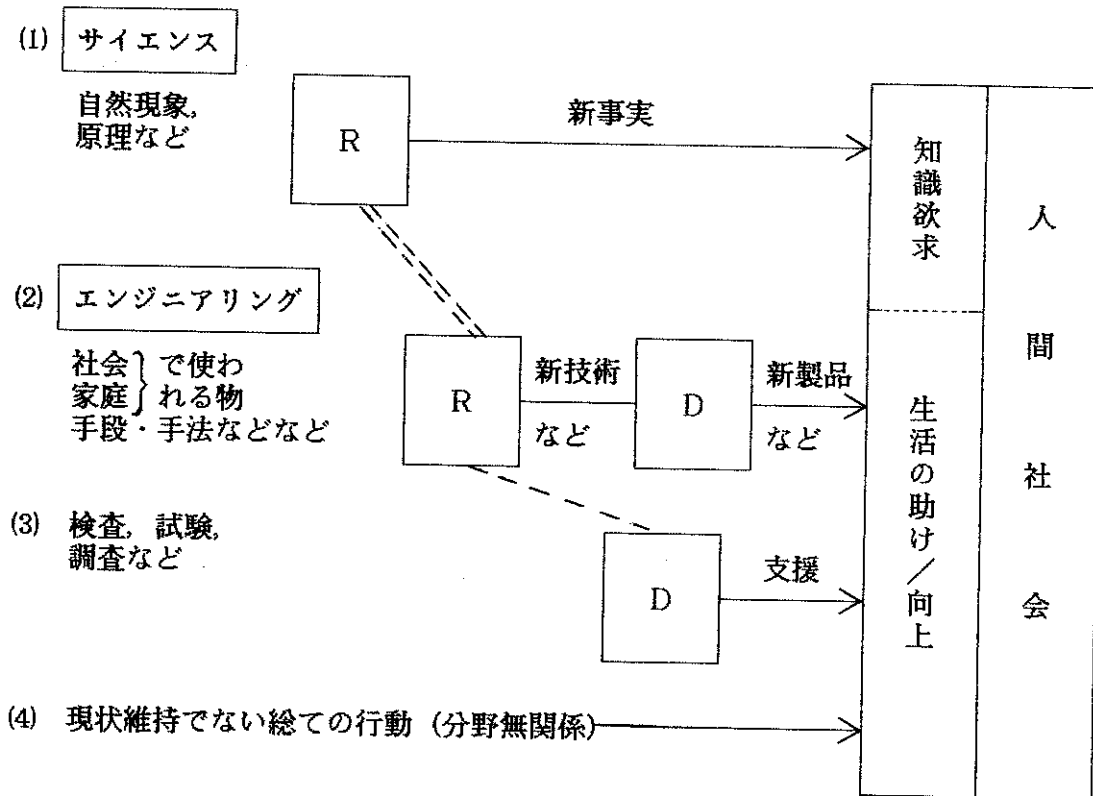 (1) サイエンス
自然現象,
原理など
R
新事実
知識欲求
人間社会
(2) エンジニアリング
社会
家庭
で使わ
れる物
手段・手法などなど
R
新技術
など
D
新製品
など
生活の助け/向上
(3) 検査, 試験,
調査など
D
支援
(4) 現状維持でない総ての行動 (分野無関係)